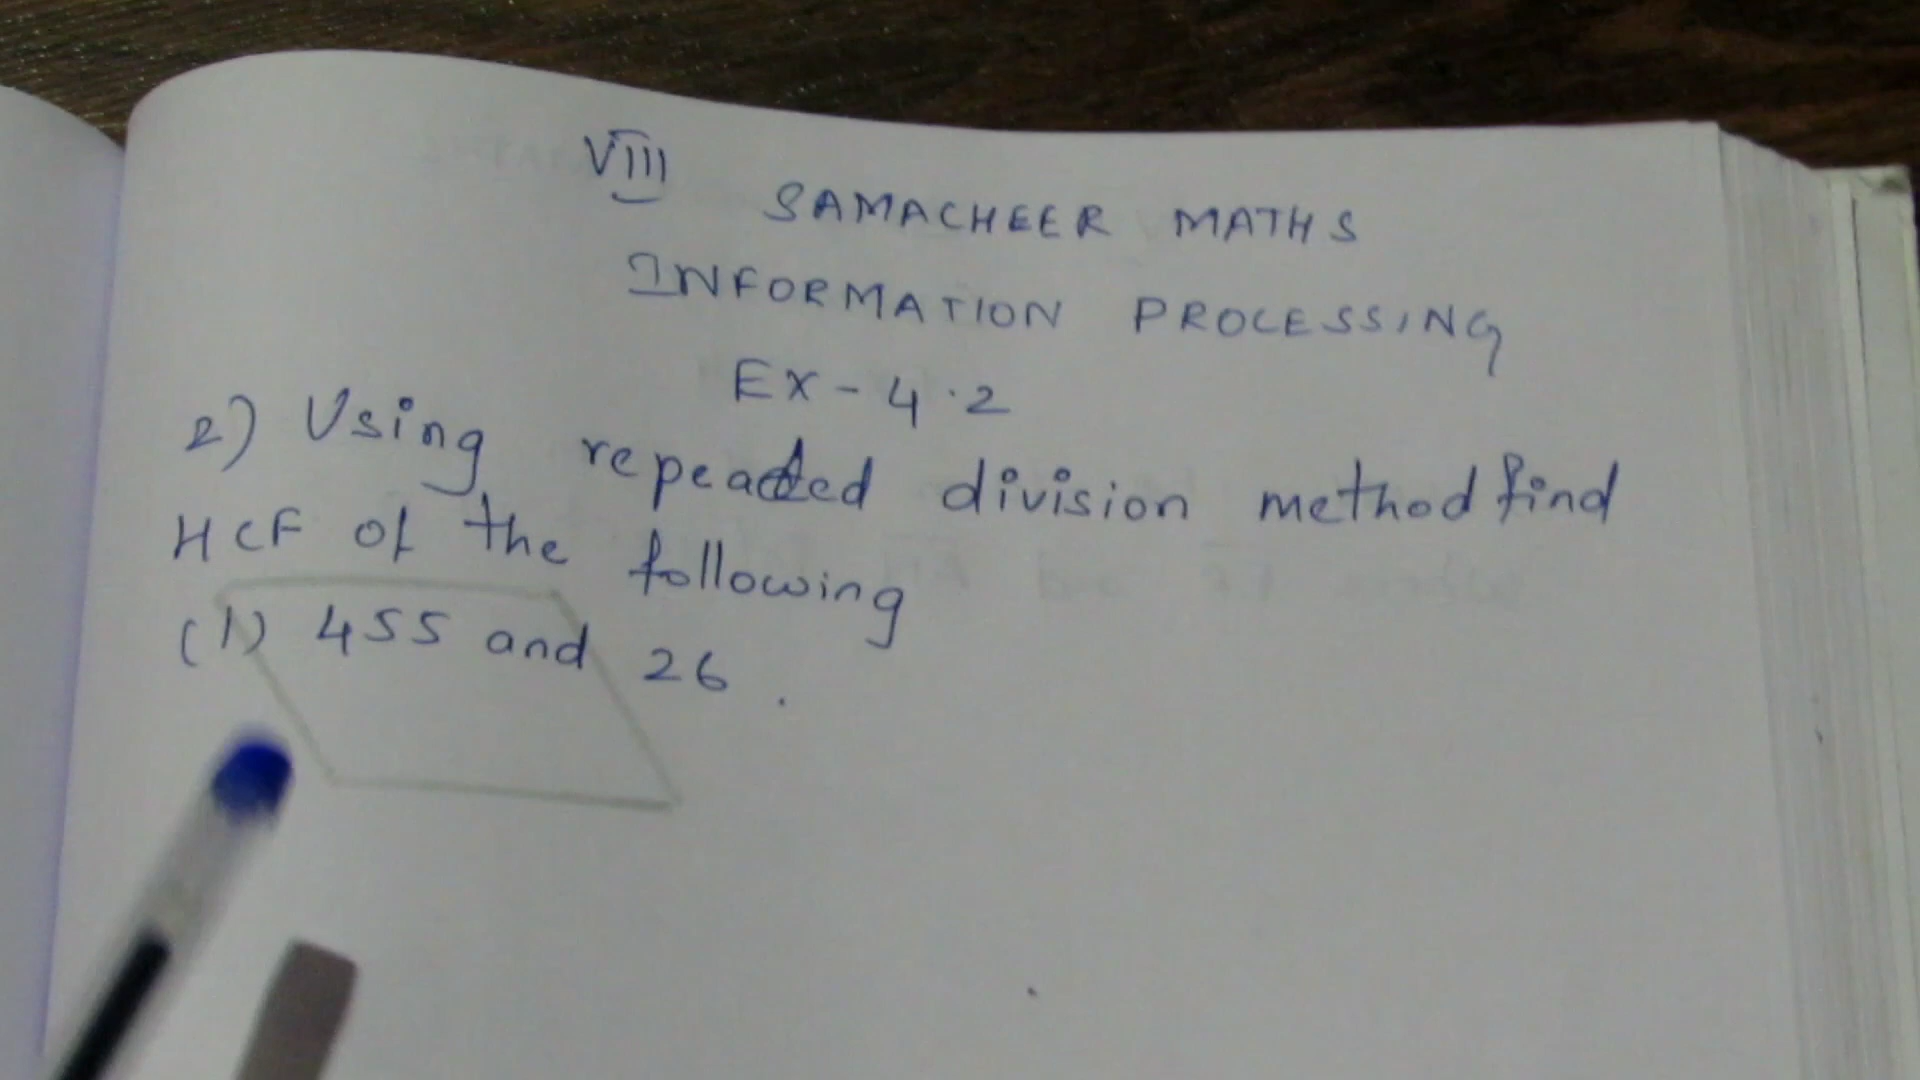 VIII
SAMACHEER MATHS
INFORMATION PROCESSING
EX - 4.2
2) Using repeated division method find
HCF of the following
(1) 455 and 26.